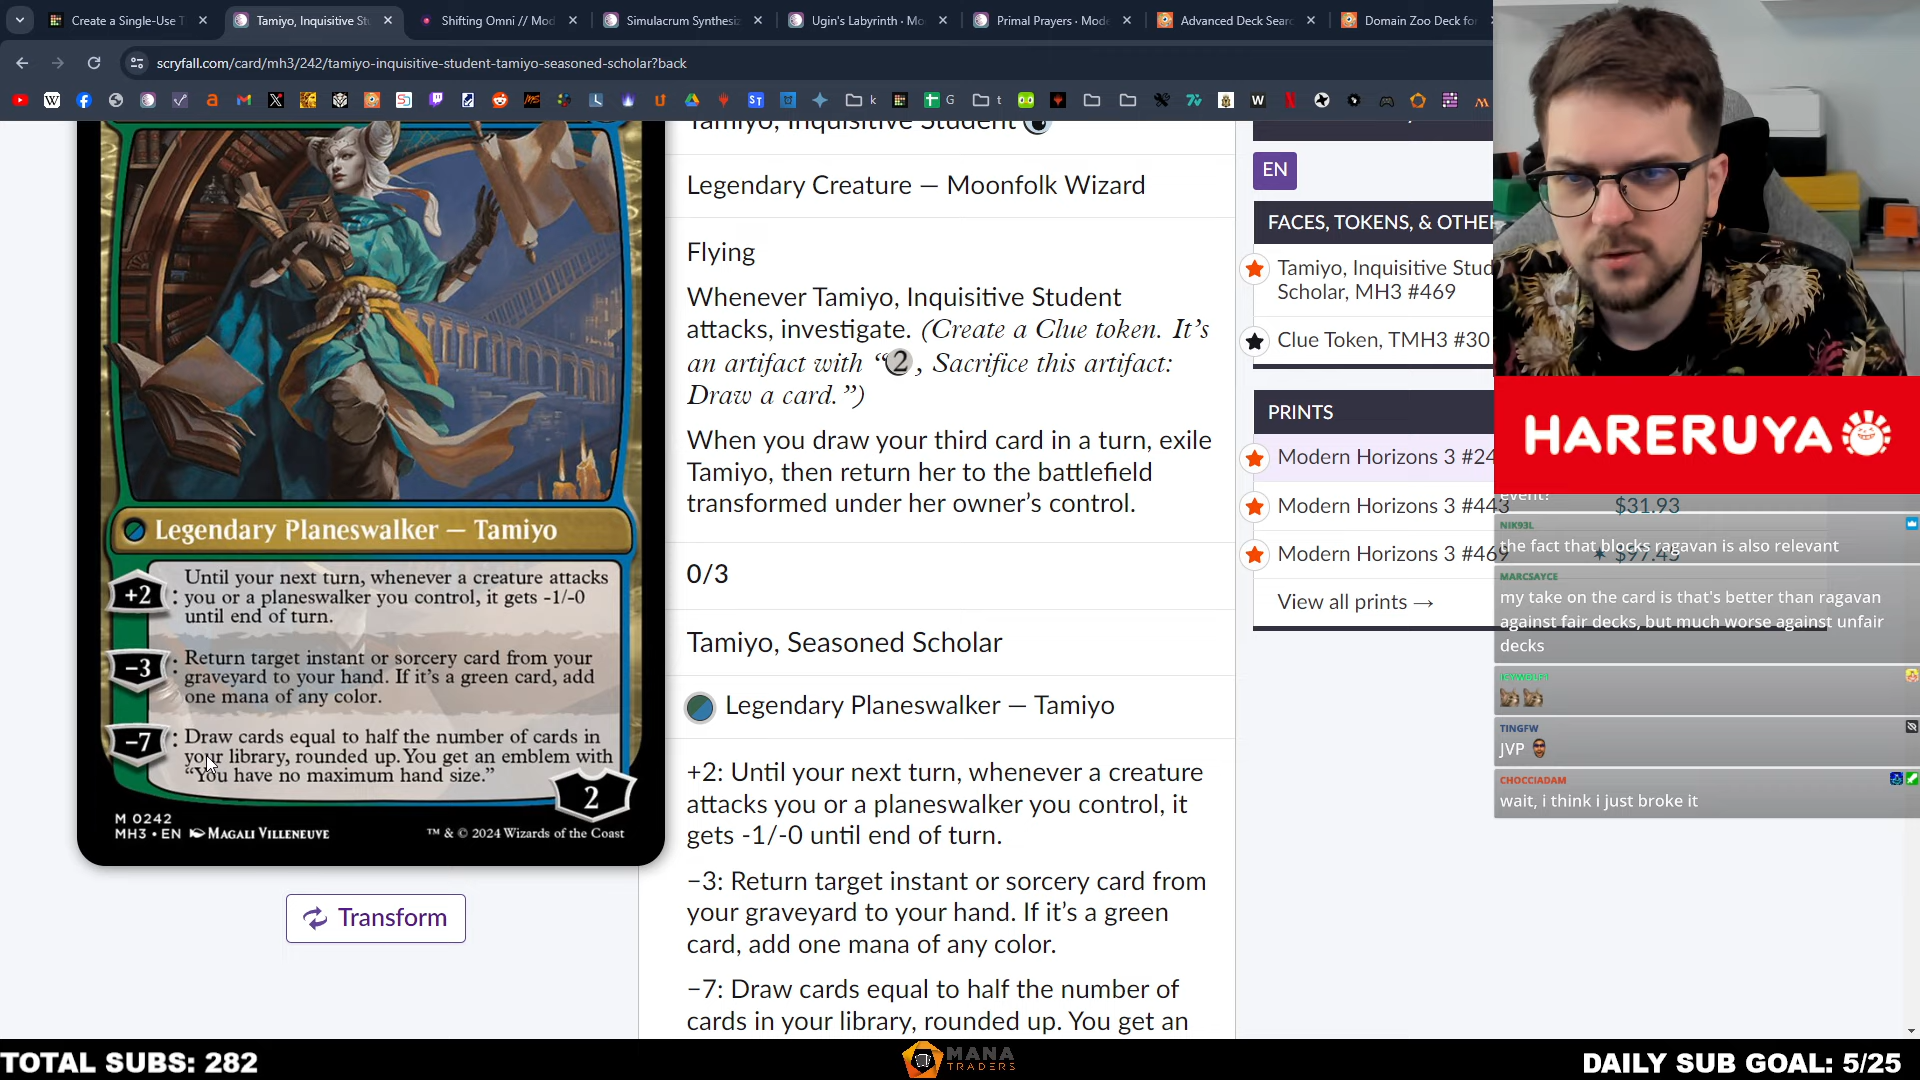 Create a Single-Use T
Tamiyo, Inquisitive St
Shifting Omni // Mod
Simulacrum Synthesi
Ugin's Labyrinth · Mo
Primal Prayers · Mode
Advanced Deck Sear
Domain Zoo Deck for
scryfall.com/card/mh3/242/tamiyo-inquisitive-student-tamiyo-seasoned-scholar?back
k
G
t
Legendary Planeswalker — Tamiyo
+2: Until your next turn, whenever a creature attacks
you or a planeswalker you control, it gets -1/-0
until end of turn.
−3: Return target instant or sorcery card from your
graveyard to your hand. If it's a green card, add
one mana of any color.
−7: Draw cards equal to half the number of cards in
your library, rounded up. You get an emblem with
“You have no maximum hand size.”
2
M 0242
MH3 • EN MAGALI VILLENEUVE
™ & © 2024 Wizards of the Coast
Transform
Tamiyo, Inquisitive Student
Legendary Creature — Moonfolk Wizard
Flying
Whenever Tamiyo, Inquisitive Student
attacks, investigate. (Create a Clue token. It’s
an artifact with “2, Sacrifice this artifact:
Draw a card.”)
When you draw your third card in a turn, exile
Tamiyo, then return her to the battlefield
transformed under her owner’s control.
0/3
Tamiyo, Seasoned Scholar
Legendary Planeswalker — Tamiyo
+2: Until your next turn, whenever a creature
attacks you or a planeswalker you control, it
gets -1/-0 until end of turn.
−3: Return target instant or sorcery card from
your graveyard to your hand. If it’s a green
card, add one mana of any color.
−7: Draw cards equal to half the number of
cards in your library, rounded up. You get an
EN
FACES, TOKENS, & OTHER
Tamiyo, Inquisitive Stud
Scholar, MH3 #469
Clue Token, TMH3 #30
PRINTS
Modern Horizons 3 #24
Modern Horizons 3 #443 $31.93
Modern Horizons 3 #469 $97.45
View all prints →
HARERUYA
event?
NIK93L
the fact that blocks ragavan is also relevant
MARCSAYCE
my take on the card is that's better than ragavan
against fair decks, but much worse against unfair
decks
TINGFW
JVP
CHOCCIADAM
wait, i think i just broke it
TOTAL SUBS: 282
MANA
TRADERS
DAILY SUB GOAL: 5/25